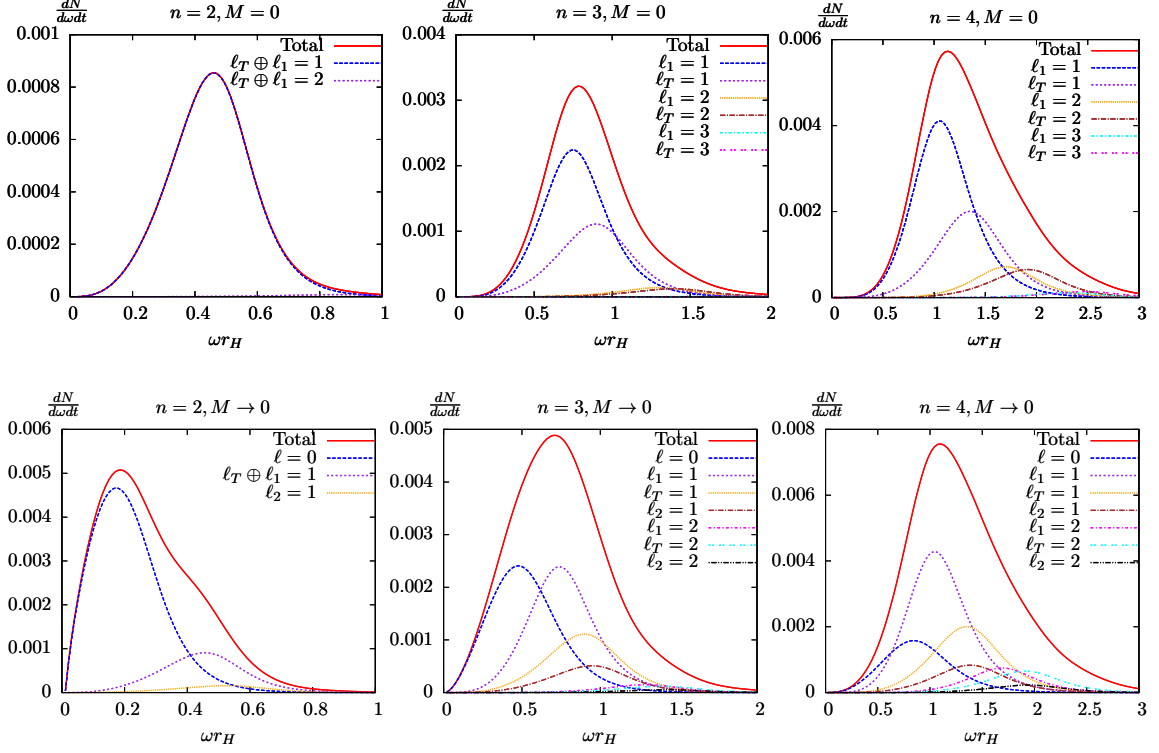 dN/dωdt n = 2, M = 0
0.001
0.0008
0.0006
0.0004
0.0002
0
0 0.2 0.4 0.6 0.8 1
ωr_H
Total
ℓ_T ⊕ ℓ_1 = 1
ℓ_T ⊕ ℓ_1 = 2
dN/dωdt n = 3, M = 0
0.004
0.003
0.002
0.001
0
0 0.5 1 1.5 2
ωr_H
Total
ℓ_1 = 1
ℓ_T = 1
ℓ_1 = 2
ℓ_T = 2
ℓ_1 = 3
ℓ_T = 3
dN/dωdt n = 4, M = 0
0.006
0.004
0.002
0
0 0.5 1 1.5 2 2.5 3
ωr_H
Total
ℓ_1 = 1
ℓ_T = 1
ℓ_1 = 2
ℓ_T = 2
ℓ_1 = 3
ℓ_T = 3
dN/dωdt n = 2, M → 0
0.006
0.005
0.004
0.003
0.002
0.001
0
0 0.2 0.4 0.6 0.8 1
ωr_H
Total
ℓ = 0
ℓ_T ⊕ ℓ_1 = 1
ℓ_2 = 1
dN/dωdt n = 3, M → 0
0.005
0.004
0.003
0.002
0.001
0
0 0.5 1 1.5 2
ωr_H
Total
ℓ = 0
ℓ_1 = 1
ℓ_T = 1
ℓ_2 = 1
ℓ_1 = 2
ℓ_T = 2
ℓ_2 = 2
dN/dωdt n = 4, M → 0
0.008
0.006
0.004
0.002
0
0 0.5 1 1.5 2 2.5 3
ωr_H
Total
ℓ = 0
ℓ_1 = 1
ℓ_T = 1
ℓ_2 = 1
ℓ_1 = 2
ℓ_T = 2
ℓ_2 = 2